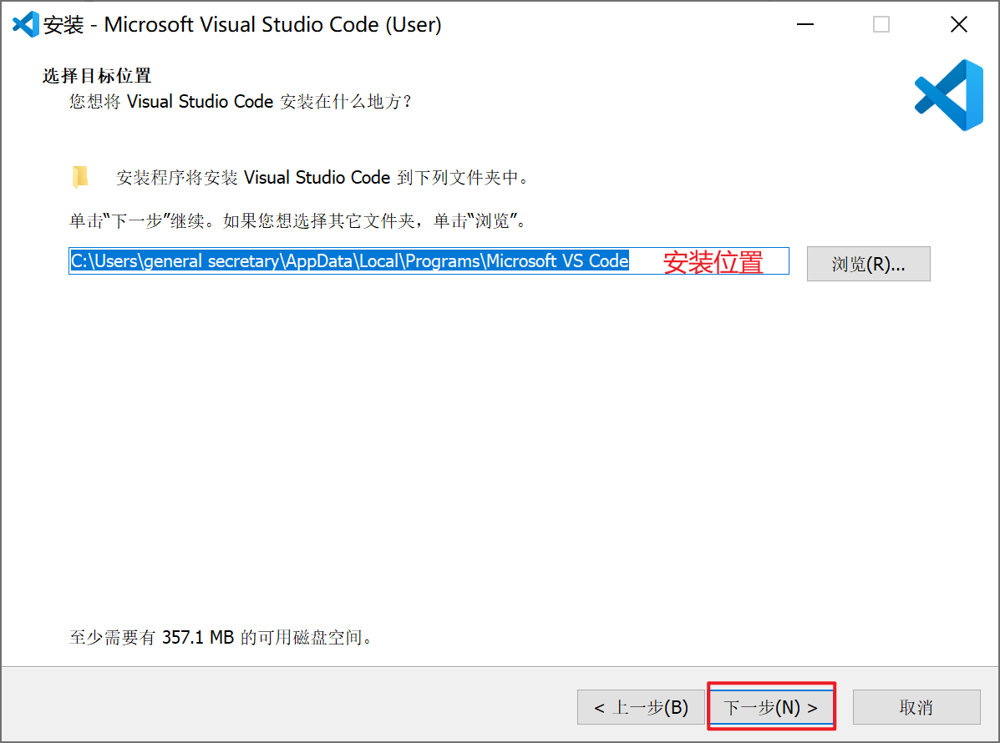 安装 - Microsoft Visual Studio Code (User)
选择目标位置
您想将 Visual Studio Code 安装在什么地方？
安装程序将安装 Visual Studio Code 到下列文件夹中。
单击“下一步”继续。如果您想选择其它文件夹，单击“浏览”。
C:\Users\general secretary\AppData\Local\Programs\Microsoft VS Code 安装位置 浏览(R)...
至少需要有 357.1 MB 的可用磁盘空间。
< 上一步(B) 下一步(N) > 取消